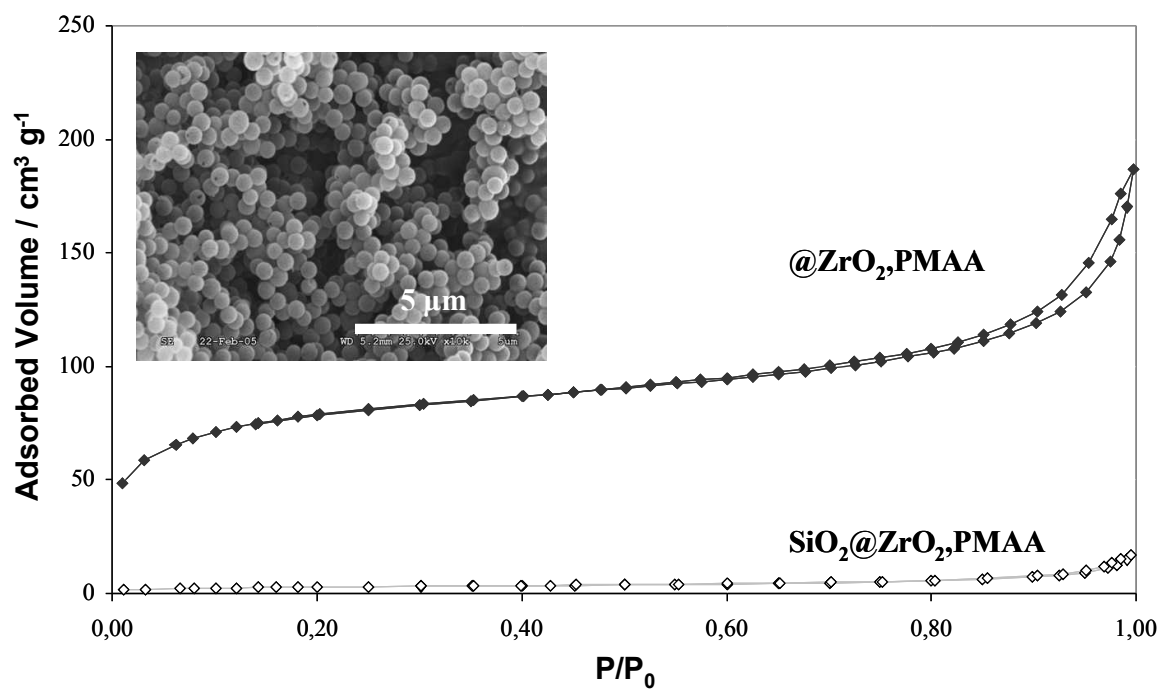 250
200
150
100
50
0
Adsorbed Volume / cm³ g⁻¹
5 µm
SE 22-Feb-05 WD 5.2mm 25.0kV x10k 5um
@ZrO₂,PMAA
SiO₂@ZrO₂,PMAA
0,00 0,20 0,40 0,60 0,80 1,00
P/P₀